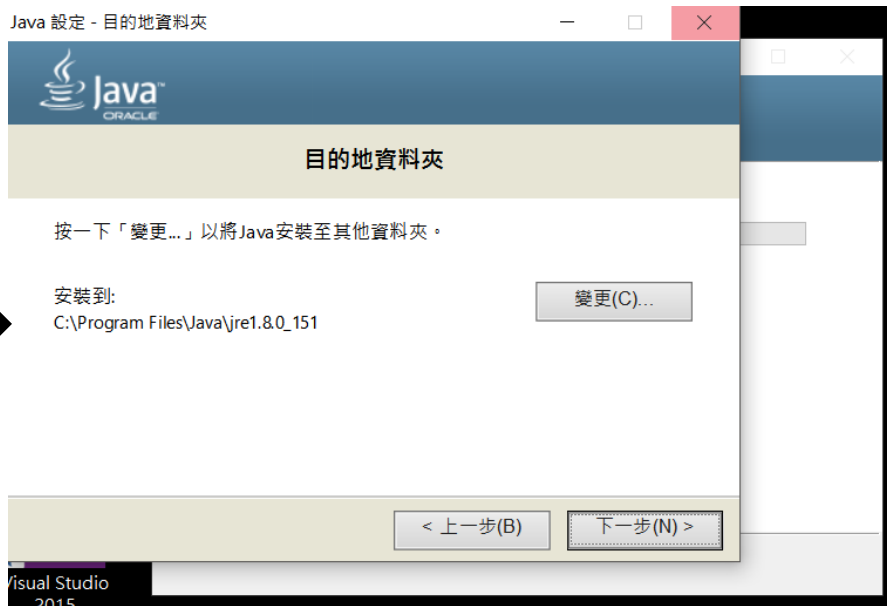 Java 設定 - 目的地資料夾
Java™
ORACLE
目的地資料夾
按一下「變更...」以將Java安裝至其他資料夾。
安裝到:
變更(C)...
C:\Program Files\Java\jre1.8.0_151
< 上一步(B)
下一步(N) >
Visual Studio
2015